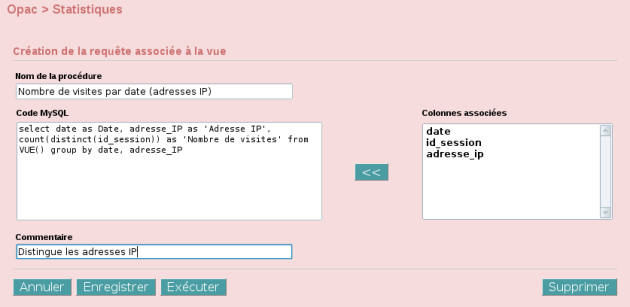 Opac > Statistiques
Création de la requête associée à la vue
Nom de la procédure
Nombre de visites par date (adresses IP)
Code MySQL
select date as Date, adresse_IP as 'Adresse IP',
count(distinct(id_session)) as 'Nombre de visites' from
VUE() group by date, adresse_IP
<<
Colonnes associées
date
id_session
adresse_ip
Commentaire
Distingue les adresses IP
Annuler Enregistrer Exécuter Supprimer